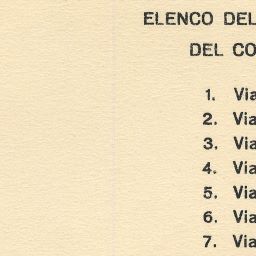 ELENCO DEL
DEL CO
1. Via
2. Via
3. Via
4. Via
5. Via
6. Via
7. Via